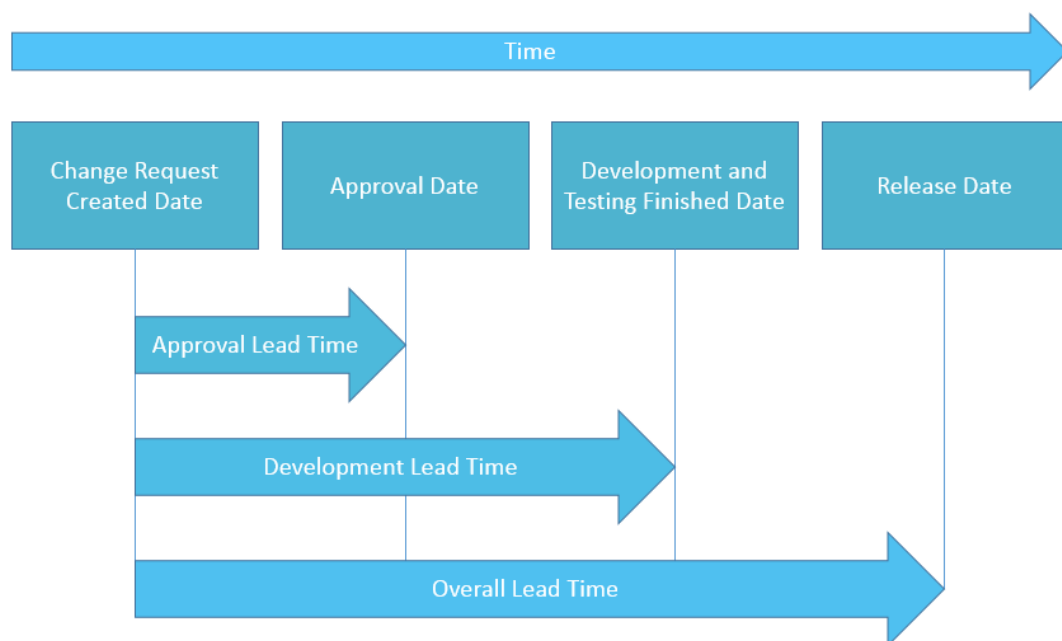 Time
Change Request
Created Date
Approval Date
Development and
Testing Finished Date
Release Date
Approval Lead Time
Development Lead Time
Overall Lead Time